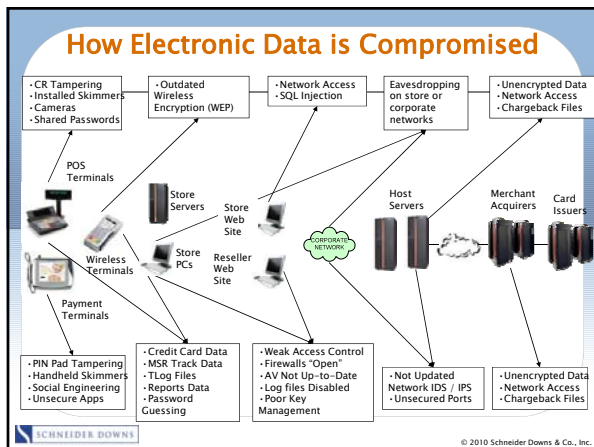 How Electronic Data is Compromised
• CR Tampering
• Installed Skimmers
• Cameras
• Shared Passwords
• Outdated
Wireless
Encryption (WEP)
• Network Access
• SQL Injection
Eavesdropping
on store or
corporate
networks
• Unencrypted Data
• Network Access
• Chargeback Files
POS
Terminals
Store
Servers
Store
Web
Site
Host
Servers
Merchant
Acquirers
Card
Issuers
Wireless
Terminals
Store
PCs
Reseller
Web
Site
CORPORATE
NETWORK
Payment
Terminals
• PIN Pad Tampering
• Handheld Skimmers
• Social Engineering
• Unsecure Apps
• Credit Card Data
• MSR Track Data
• TLog Files
• Reports Data
• Password
Guessing
• Weak Access Control
• Firewalls "Open"
• AV Not Up-to-Date
• Log files Disabled
• Poor Key
Management
• Not Updated
Network IDS / IPS
• Unsecured Ports
• Unencrypted Data
• Network Access
• Chargeback Files
SCHNEIDER DOWNS
© 2010 Schneider Downs & Co., Inc.